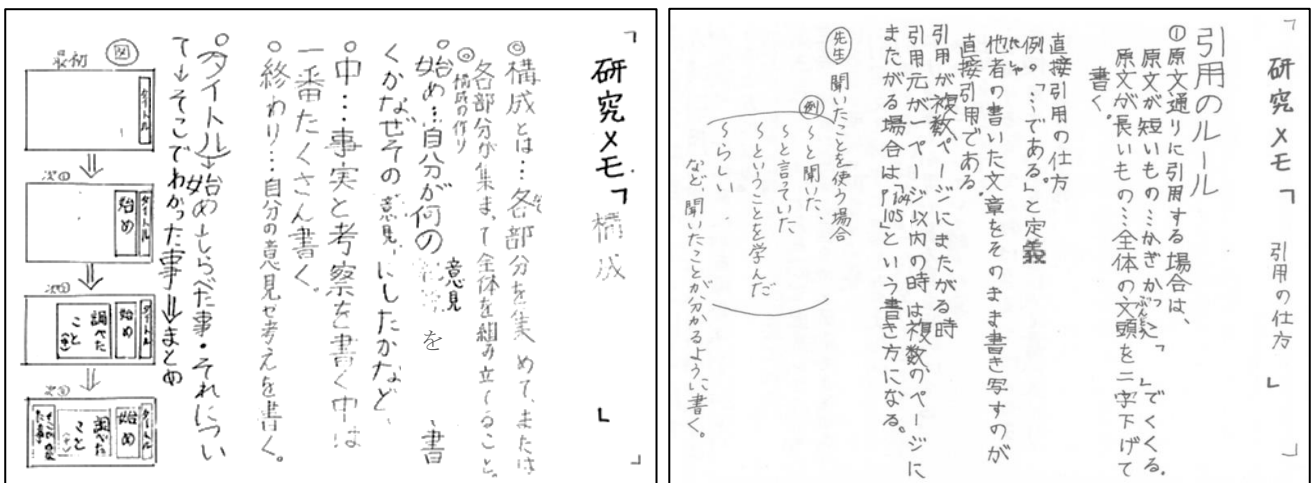 研究メモ「 構成 」
◎構成とは…各部分を集めて、または
各部分が集まって全体を組み立てること。
◎構成の作り
○始め…自分が何の意見を書
くかなぜその意見にしたかなど、
○中…事実と考察を書く中は
一番たくさん書く。
○終わり…自分の意見や考えを書く。
○タイトル→始め→しらべた事・それについ
て→そこでわかった事⇒まとめ
図
最初
タイトル
次①
タイトル
始め
次②
タイトル
始め
調べた
こと
(中)
次③
タイトル
始め
調べた
こと
(中)
研究メモ「 引用の仕方 」
引用のルール
①原文通りに引用する場合は、
原文が短いもの…かぎかっこ「 」でくくる。
原文が長いもの…全体の文頭を二字下げて
書く。
直接引用の仕方
例。「…である。」と定義
他者の書いた文章をそのまま書き写すのが
直接引用である。
引用が複数ページにまたがる時
引用元が一ページ以内の時は複数のページに
またがる場合は「P104 105」という書き方になる。
先生 聞いたことを使う場合
例
〜と聞いた、
〜と言っていた
〜ということを学んだ
〜らしい
など、聞いたことが分かるように書く。